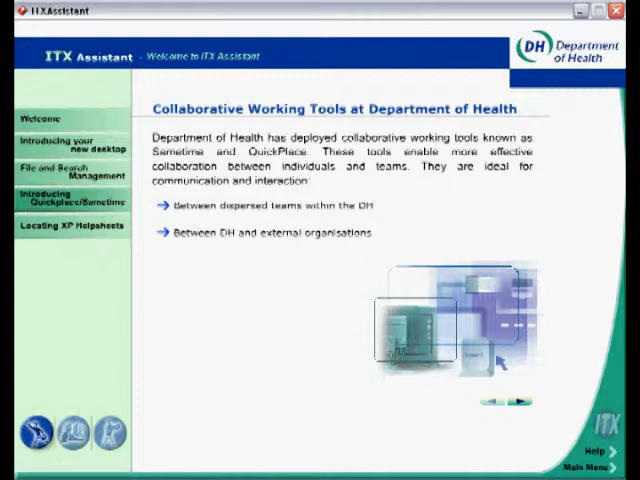 ITXAssistant
ITX Assistant - Welcome to ITX Assistant
DH Department
of Health
Welcome
Introducing your
new desktop
File and Search
Management
Introducing
Quickplace/Sametime
Locating XP Helpsheets
Collaborative Working Tools at Department of Health
Department of Health has deployed collaborative working tools known as
Sametime and QuickPlace. These tools enable more effective
collaboration between individuals and teams. They are ideal for
communication and interaction:
Between dispersed teams within the DH
Between DH and external organisations
ITX
Help
Main Menu